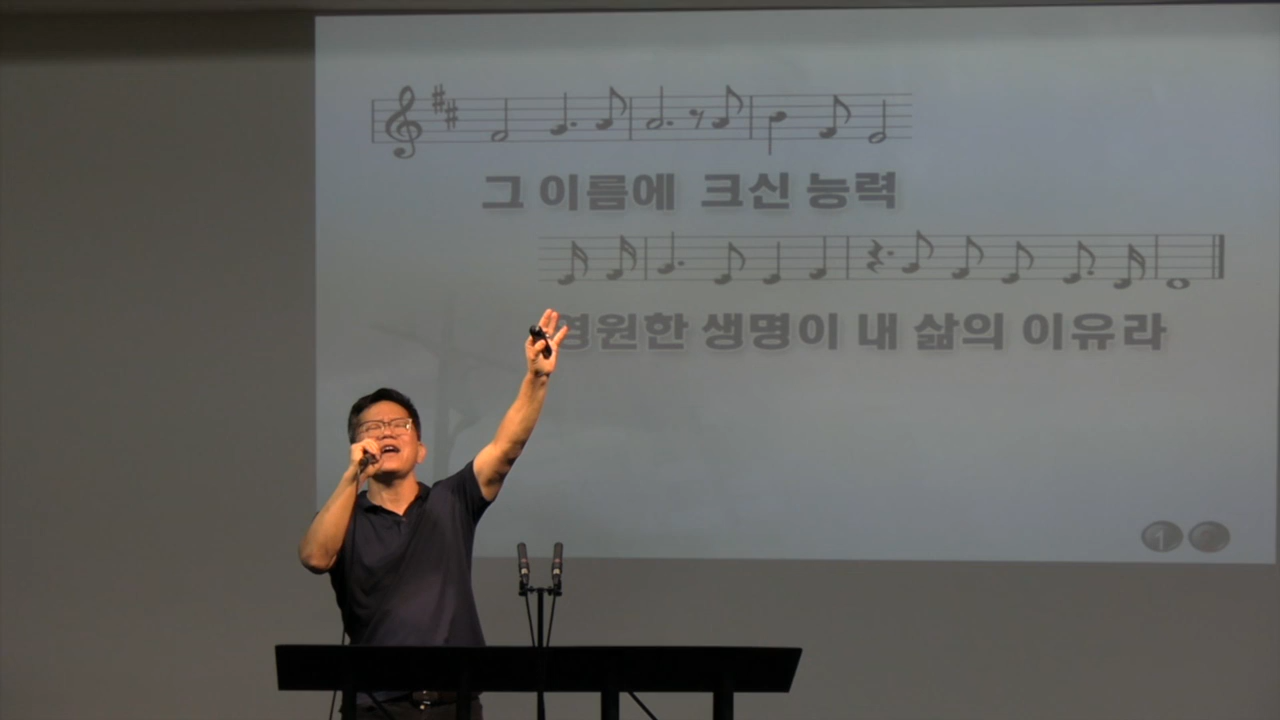 그 이름에 크신 능력
영원한 생명이 내 삶의 이유라
1